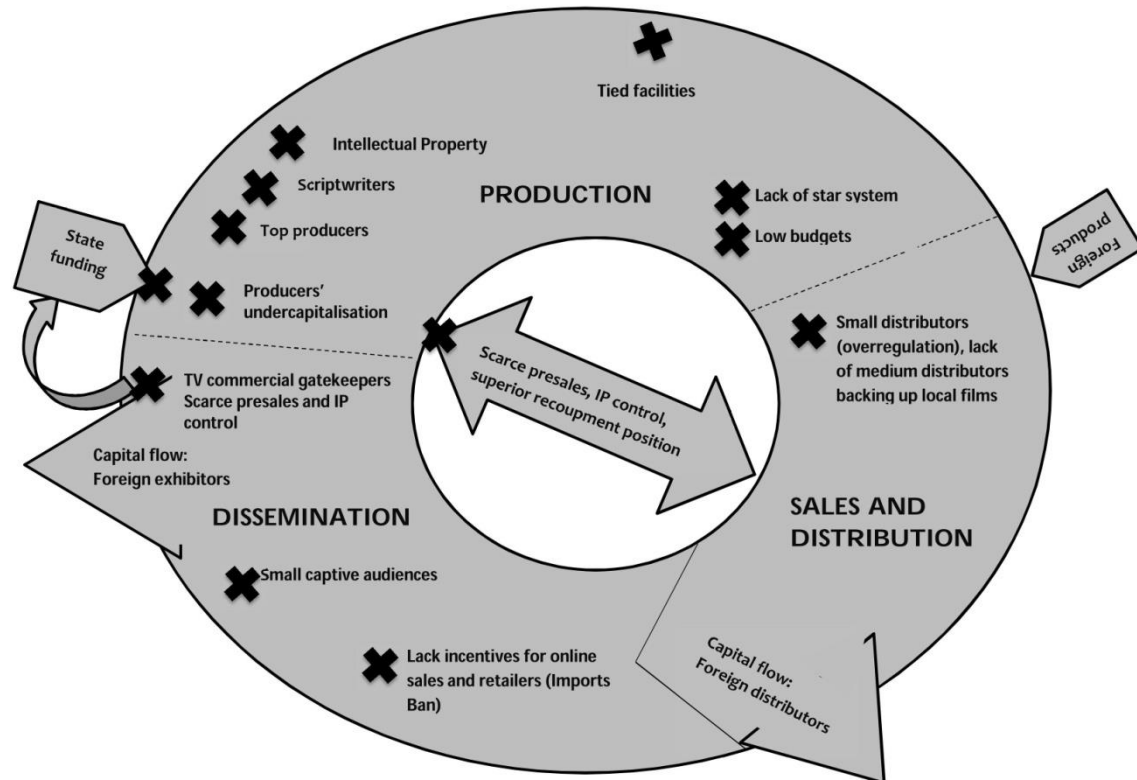 Tied facilities
Intellectual Property
Scriptwriters
PRODUCTION
Lack of star system
Top producers
Low budgets
State
funding
Foreign
products
Producers’
undercapitalisation
Small distributors
(overregulation), lack
of medium distributors
backing up local films
Scarce presales, IP control,
superior recoupment position
TV commercial gatekeepers
Scarce presales and IP
control
Capital flow:
Foreign exhibitors
DISSEMINATION
SALES AND
DISTRIBUTION
Small captive audiences
Lack incentives for online
sales and retailers (Imports
Ban)
Capital flow:
Foreign distributors